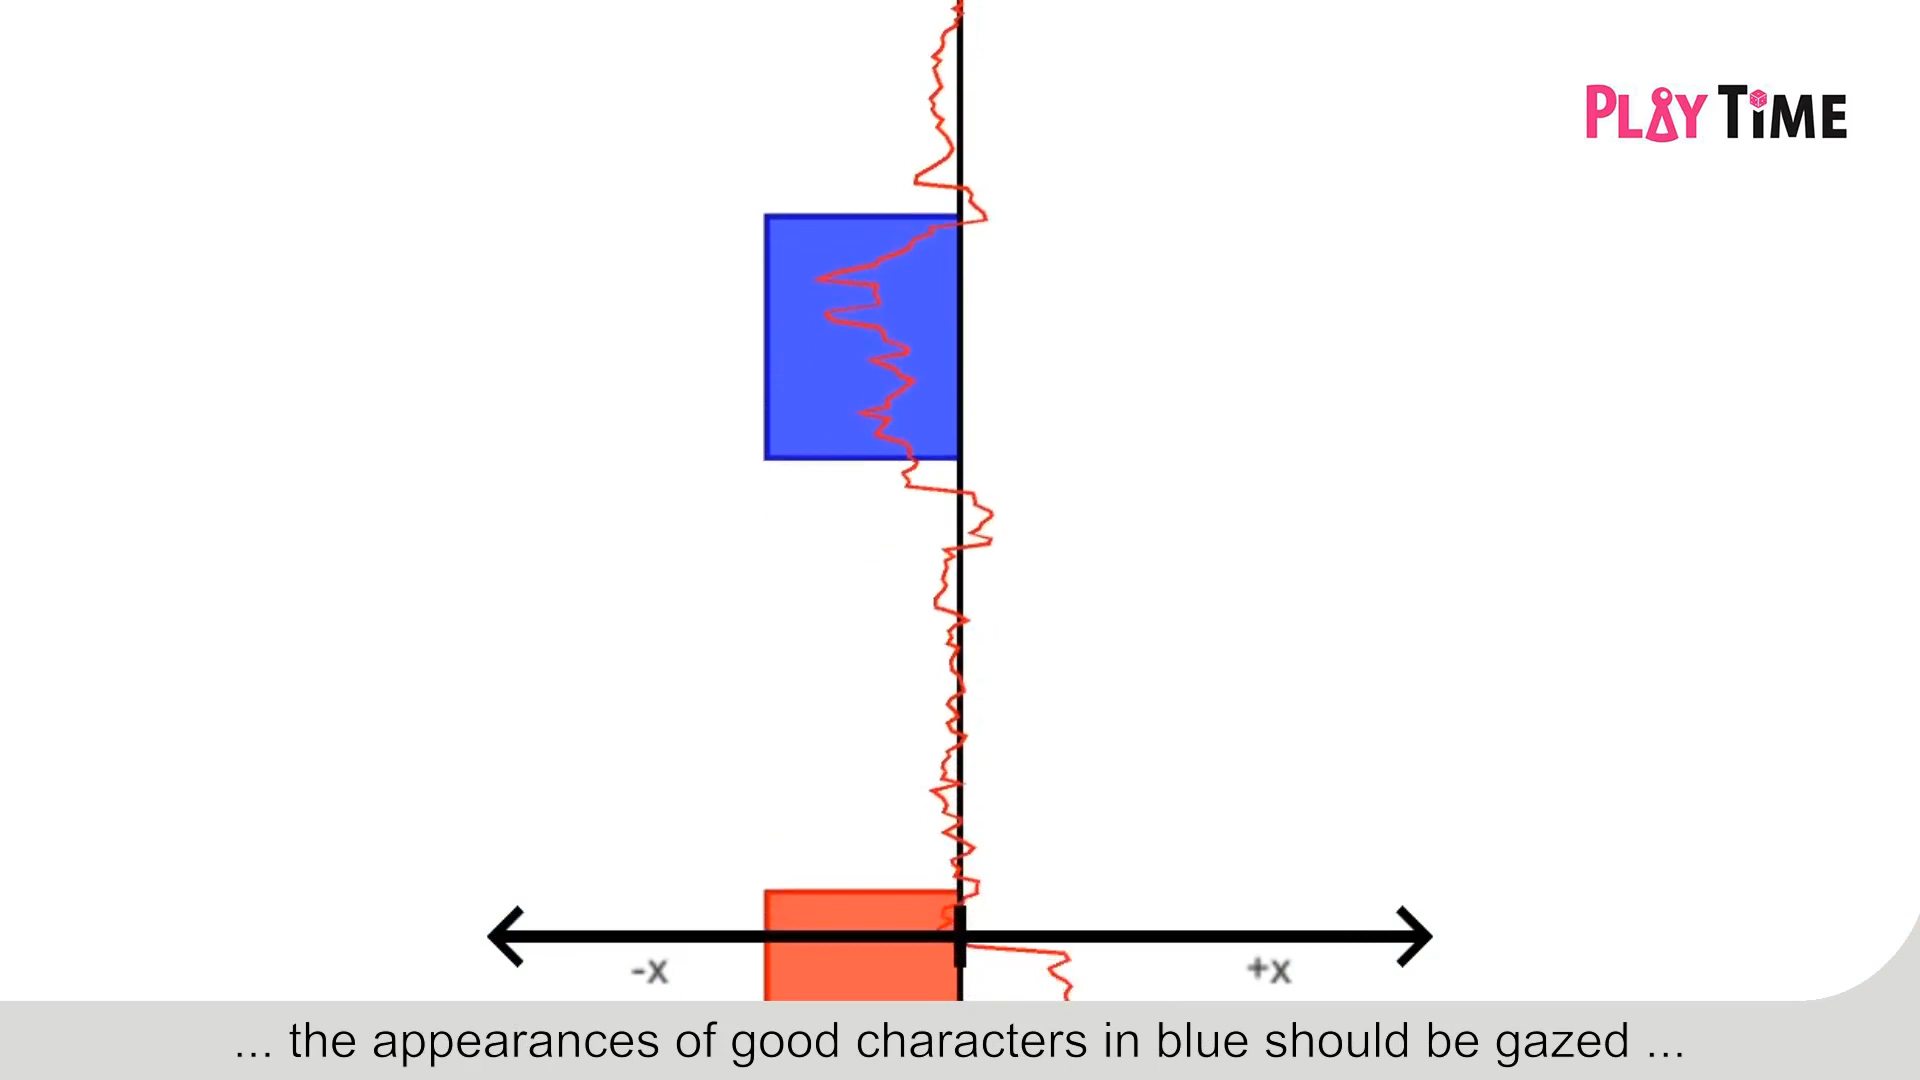 PLAY TiME
-x
+x
... the appearances of good characters in blue should be gazed ...